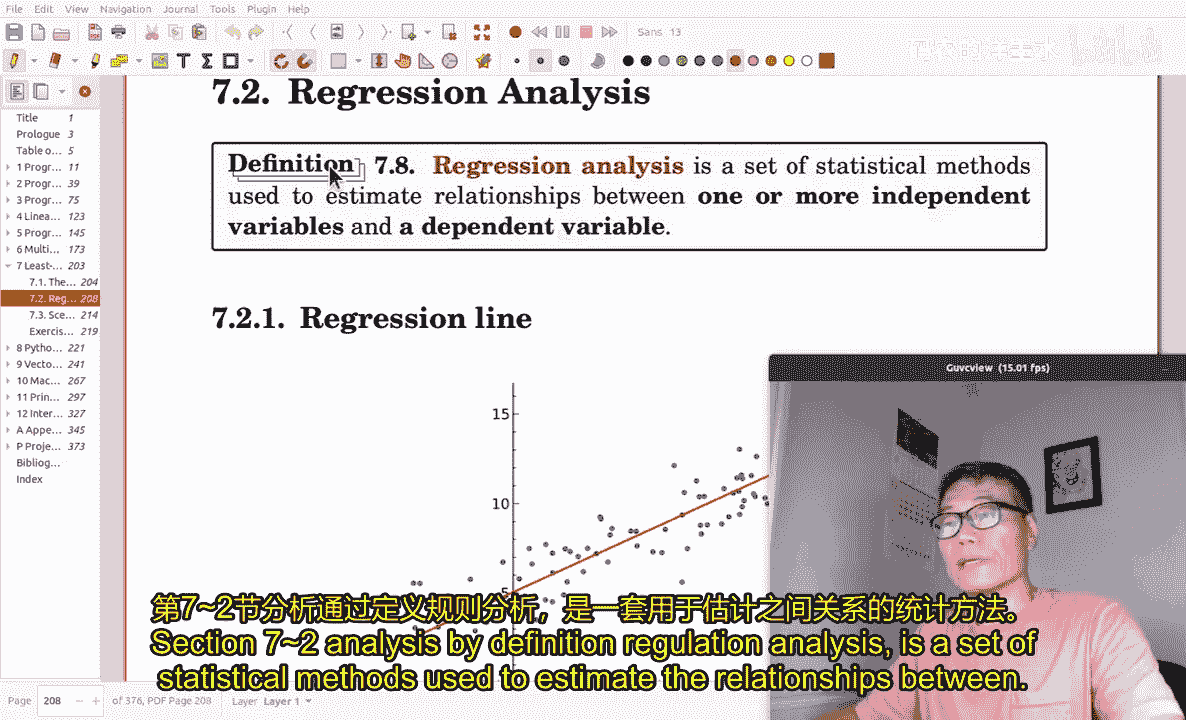 File Edit View Navigation Journal Tools Plugin Help
Sans 13
Title 1
Prologue 3
Table o... 5
1 Progr... 11
2 Progr... 39
3 Progr... 75
4 Linea... 123
5 Progr... 145
6 Multi... 173
7 Least-... 203
7.1. The... 204
7.2. Reg... 208
7.3. Sce... 214
Exercis... 219
8 Pytho... 221
9 Vecto... 241
10 Mac... 267
11 Prin... 297
12 Inter... 327
A Appe... 345
P Proje... 373
Bibliog...
Index
7.2. Regression Analysis
Definition 7.8. Regression analysis is a set of statistical methods
used to estimate relationships between one or more independent
variables and a dependent variable.
7.2.1. Regression line
15
10
5
Guvcview (15.01 fps)
第7~2节分析通过定义规则分析，是一套用于估计之间关系的统计方法。
Section 7~2 analysis by definition regulation analysis, is a set of
statistical methods used to estimate the relationships between.
Page 208 of 376, PDF Page 208 Layer Layer 1